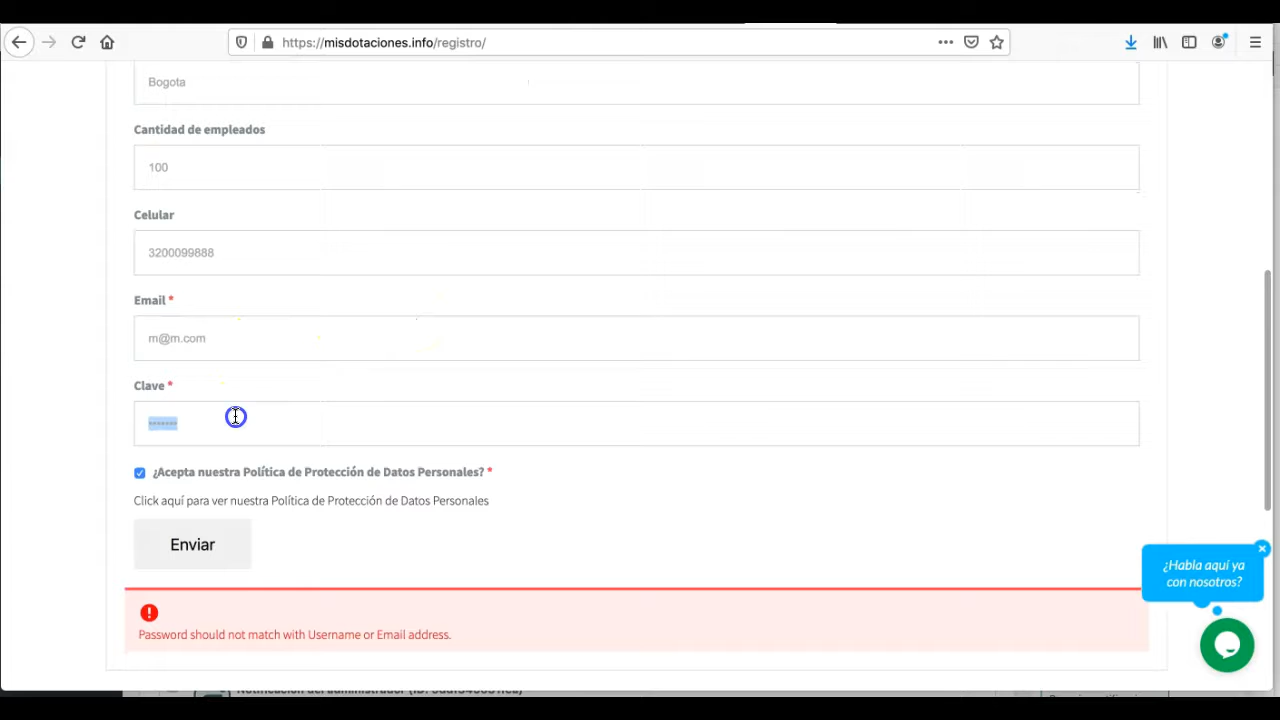 https://misdotaciones.info/registro/
Bogota
Cantidad de empleados
100
Celular
3200099888
Email *
m@m.com
Clave *
*******
¿Acepta nuestra Política de Protección de Datos Personales? *
Click aquí para ver nuestra Política de Protección de Datos Personales
Enviar
¿Habla aquí ya
con nosotros?
Password should not match with Username or Email address.